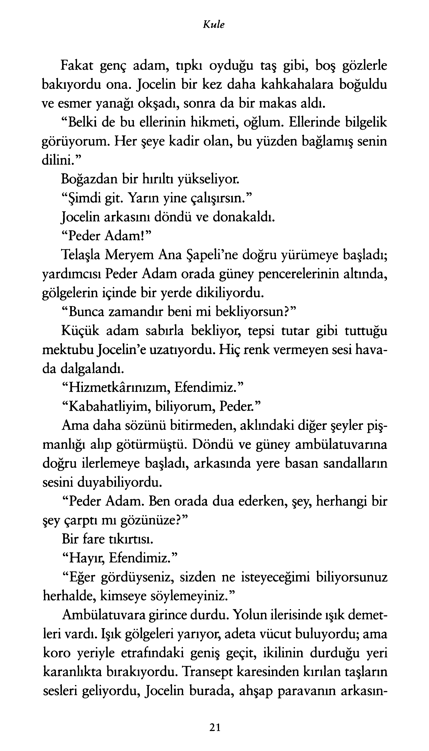 Kule
Fakat genç adam, tıpkı oyduğu taş gibi, boş gözlerle
bakıyordu ona. Jocelin bir kez daha kahkahalara boğuldu
ve esmer yanağı okşadı, sonra da bir makas aldı.
“Belki de bu ellerinin hikmeti, oğlum. Ellerinde bilgelik
görüyorum. Her şeye kadir olan, bu yüzden bağlamış senin
dilini.”
Boğazdan bir hırıltı yükseliyor.
“Şimdi git. Yarın yine çalışırsın.”
Jocelin arkasını döndü ve donakaldı.
“Peder Adam!”
Telaşla Meryem Ana Şapeli’ne doğru yürümeye başladı;
yardımcısı Peder Adam orada güney pencerelerinin altında,
gölgelerin içinde bir yerde dikiliyordu.
“Bunca zamandır beni mi bekliyorsun?”
Küçük adam sabırla bekliyor, tepsi tutar gibi tuttuğu
mektubu Jocelin’e uzatıyordu. Hiç renk vermeyen sesi hava-
da dalgalandı.
“Hizmetkârınızım, Efendimiz.”
“Kabahatliyim, biliyorum, Peder.”
Ama daha sözünü bitirmeden, aklındaki diğer şeyler piş-
manlığı alıp götürmüştü. Döndü ve güney ambülatuvarına
doğru ilerlemeye başladı, arkasında yere basan sandalların
sesini duyabiliyordu.
“Peder Adam. Ben orada dua ederken, şey, herhangi bir
şey çarptı mı gözünüze?”
Bir fare tıkırtısı.
“Hayır, Efendimiz.”
“Eğer gördüyseniz, sizden ne isteyeceğimi biliyorsunuz
herhalde, kimseye söylemeyiniz.”
Ambülatuvara girince durdu. Yolun ilerisinde ışık demet-
leri vardı. Işık gölgeleri yarıyor, adeta vücut buluyordu; ama
koro yeriyle etrafındaki geniş geçit, ikilinin durduğu yeri
karanlıkta bırakıyordu. Transept karesinden kırılan taşların
sesleri geliyordu, Jocelin burada, ahşap paravanın arkasın-
21